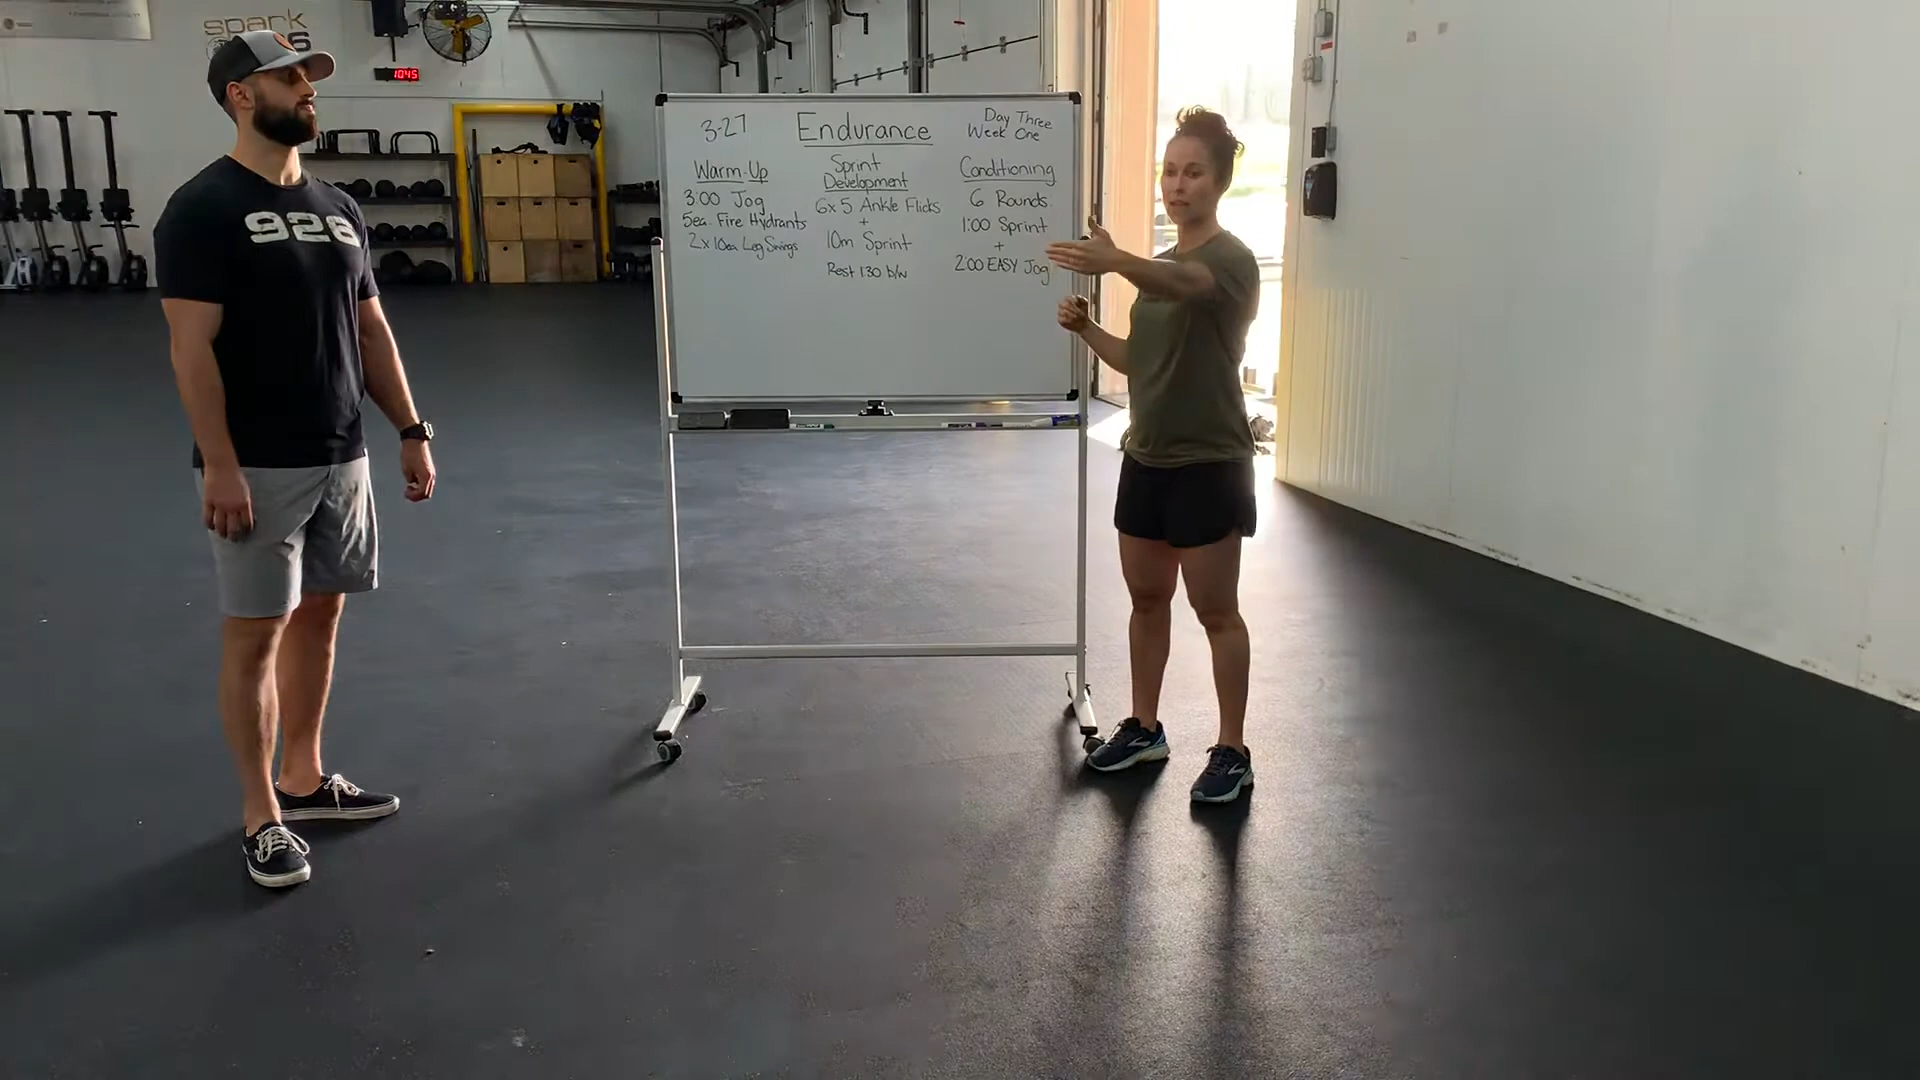 spark
10:45
926
3-27
Endurance
Day Three
Week One
Warm-Up
3:00 Jog
5ea. Fire Hydrants
2x10ea Leg Swings
Sprint
Development
6x5 Ankle Flicks
+
10m Sprint
Rest 1:30 b/w
Conditioning
6 Rounds:
1:00 Sprint
+
2:00 EASY Jog